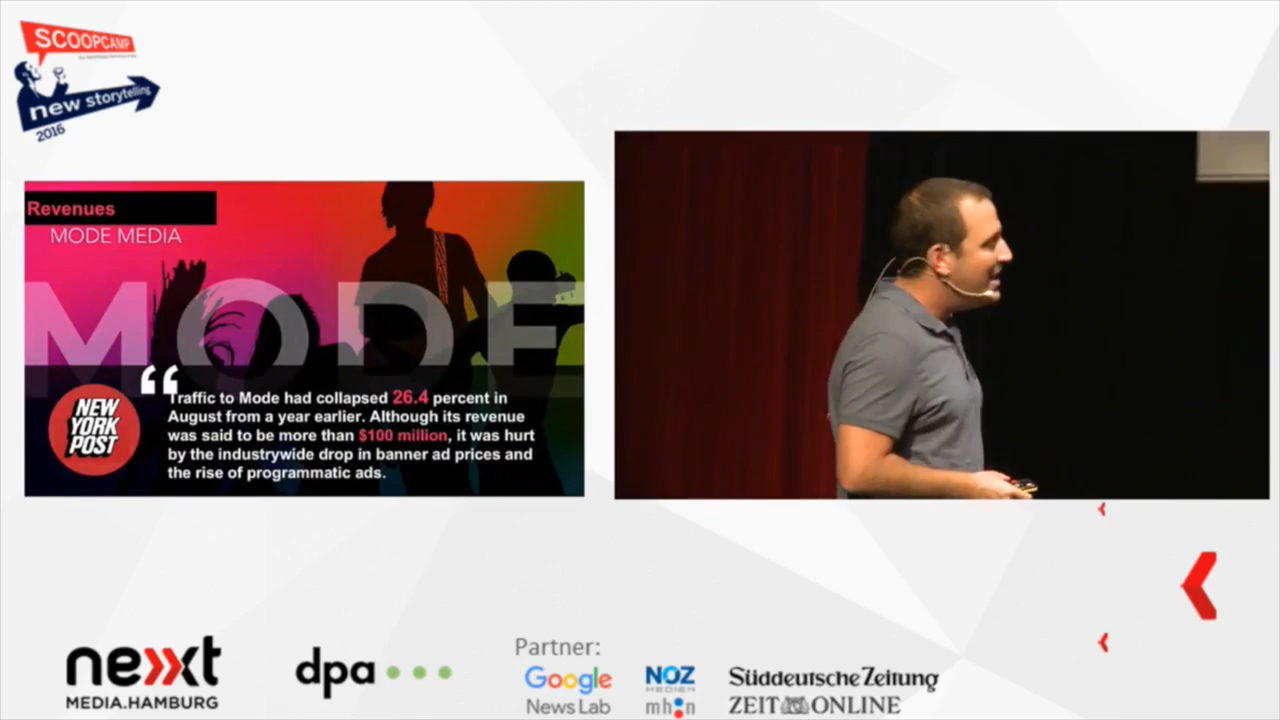 SCOOPCAMP
new storytelling
2016
Revenues
MODE MEDIA
MODE
“
NEW
YORK
POST
Traffic to Mode had collapsed 26.4 percent in
August from a year earlier. Although its revenue
was said to be more than $100 million, it was hurt
by the industrywide drop in banner ad prices and
the rise of programmatic ads.
nextMEDIA.HAMBURG
dpa
Partner:
Google
News Lab
NOZ
MEDIEN
mh:n
Süddeutsche Zeitung
ZEIT ONLINE